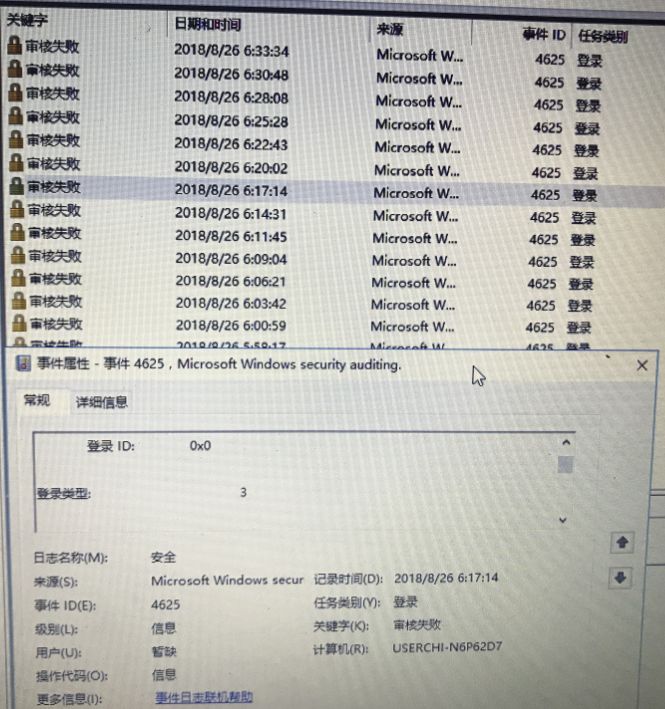 关键字 日期和时间 来源 事件 ID 任务类别
审核失败 2018/8/26 6:33:34 Microsoft W... 4625 登录
审核失败 2018/8/26 6:30:48 Microsoft W... 4625 登录
审核失败 2018/8/26 6:28:08 Microsoft W... 4625 登录
审核失败 2018/8/26 6:25:28 Microsoft W... 4625 登录
审核失败 2018/8/26 6:22:43 Microsoft W... 4625 登录
审核失败 2018/8/26 6:20:02 Microsoft W... 4625 登录
审核失败 2018/8/26 6:17:14 Microsoft W... 4625 登录
审核失败 2018/8/26 6:14:31 Microsoft W... 4625 登录
审核失败 2018/8/26 6:11:45 Microsoft W... 4625 登录
审核失败 2018/8/26 6:09:04 Microsoft W... 4625 登录
审核失败 2018/8/26 6:06:21 Microsoft W... 4625 登录
审核失败 2018/8/26 6:03:42 Microsoft W... 4625 登录
审核失败 2018/8/26 6:00:59 Microsoft W... 4625 登录
审核失败 2018/8/26 5:58:17 Microsoft W... 4625 登录
事件属性 - 事件 4625，Microsoft Windows security auditing.
常规 详细信息
登录 ID: 0x0
登录类型: 3
日志名称(M): 安全
来源(S): Microsoft Windows secur 记录时间(D): 2018/8/26 6:17:14
事件 ID(E): 4625 任务类别(Y): 登录
级别(L): 信息 关键字(K): 审核失败
用户(U): 暂缺 计算机(R): USERCHI-N6P62D7
操作代码(O): 信息
更多信息(I): 事件日志联机帮助